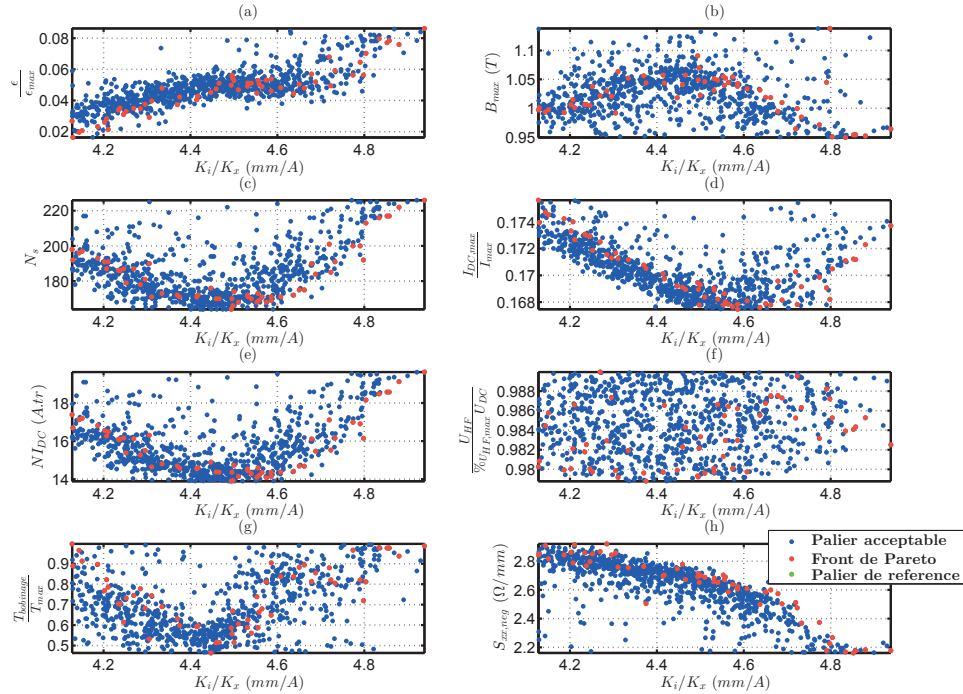 (a)
ϵ/ϵ_max
0.08
0.06
0.04
0.02
4.2 4.4 4.6 4.8
K_i/K_x (mm/A)
(b)
B_max (T)
1.1
1.05
1
0.95
4.2 4.4 4.6 4.8
K_i/K_x (mm/A)
(c)
N_s
220
200
180
4.2 4.4 4.6 4.8
K_i/K_x (mm/A)
(d)
I_DC,max/I_max
0.174
0.172
0.17
0.168
4.2 4.4 4.6 4.8
K_i/K_x (mm/A)
(e)
NI_DC (A.tr)
18
16
14
4.2 4.4 4.6 4.8
K_i/K_x (mm/A)
(f)
U_HF/%U_HF,max U_DC
0.988
0.986
0.984
0.982
0.98
4.2 4.4 4.6 4.8
K_i/K_x (mm/A)
(g)
T_bobinage/T_max
0.9
0.8
0.7
0.6
0.5
4.2 4.4 4.6 4.8
K_i/K_x (mm/A)
(h)
S_xx,neg (Ω/mm)
2.8
2.6
2.4
2.2
4.2 4.4 4.6 4.8
K_i/K_x (mm/A)
Palier acceptable
Front de Pareto
Palier de reference